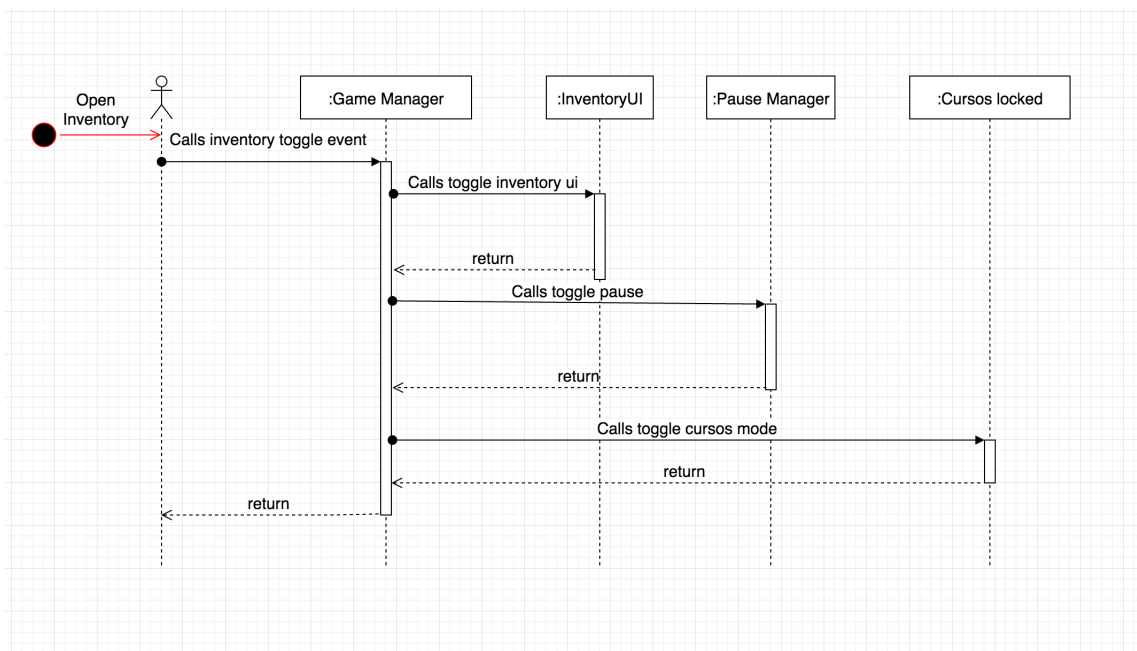 Open
Inventory
:Game Manager
:InventoryUI
:Pause Manager
:Cursos locked
Calls inventory toggle event
Calls toggle inventory ui
return
Calls toggle pause
return
Calls toggle cursos mode
return
return